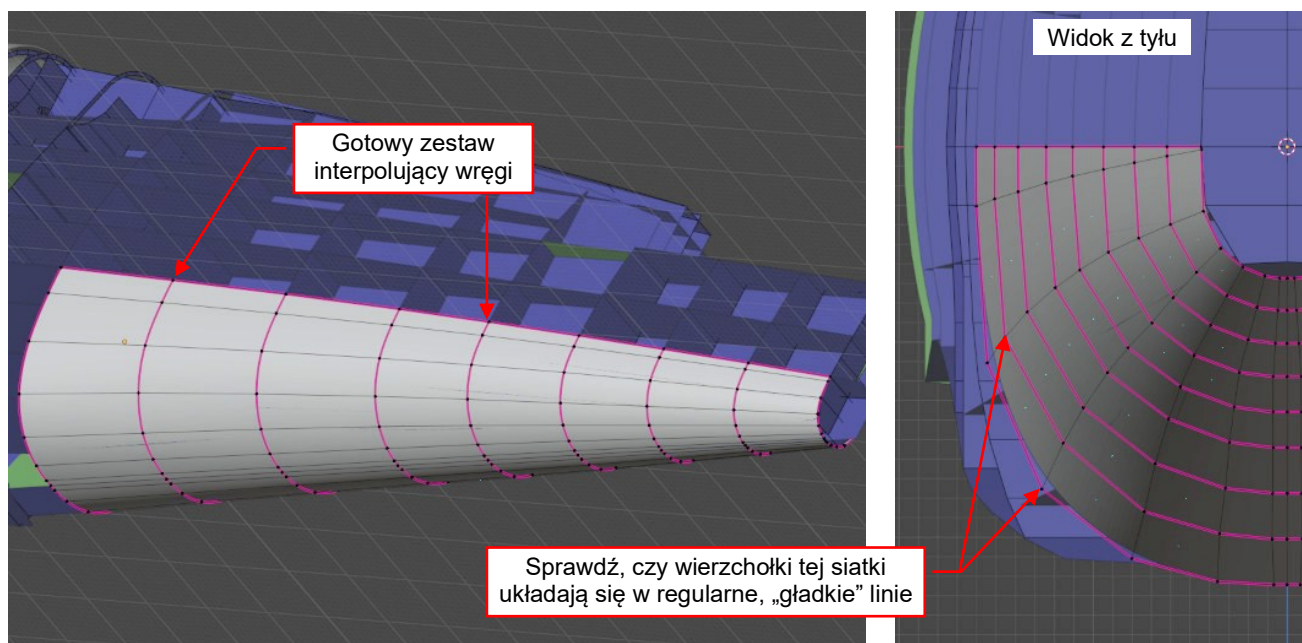 Widok z tyłu
Gotowy zestaw
interpolujący wręgi
Sprawdź, czy wierzchołki tej siatki
układają się w regularne, „gładkie” linie